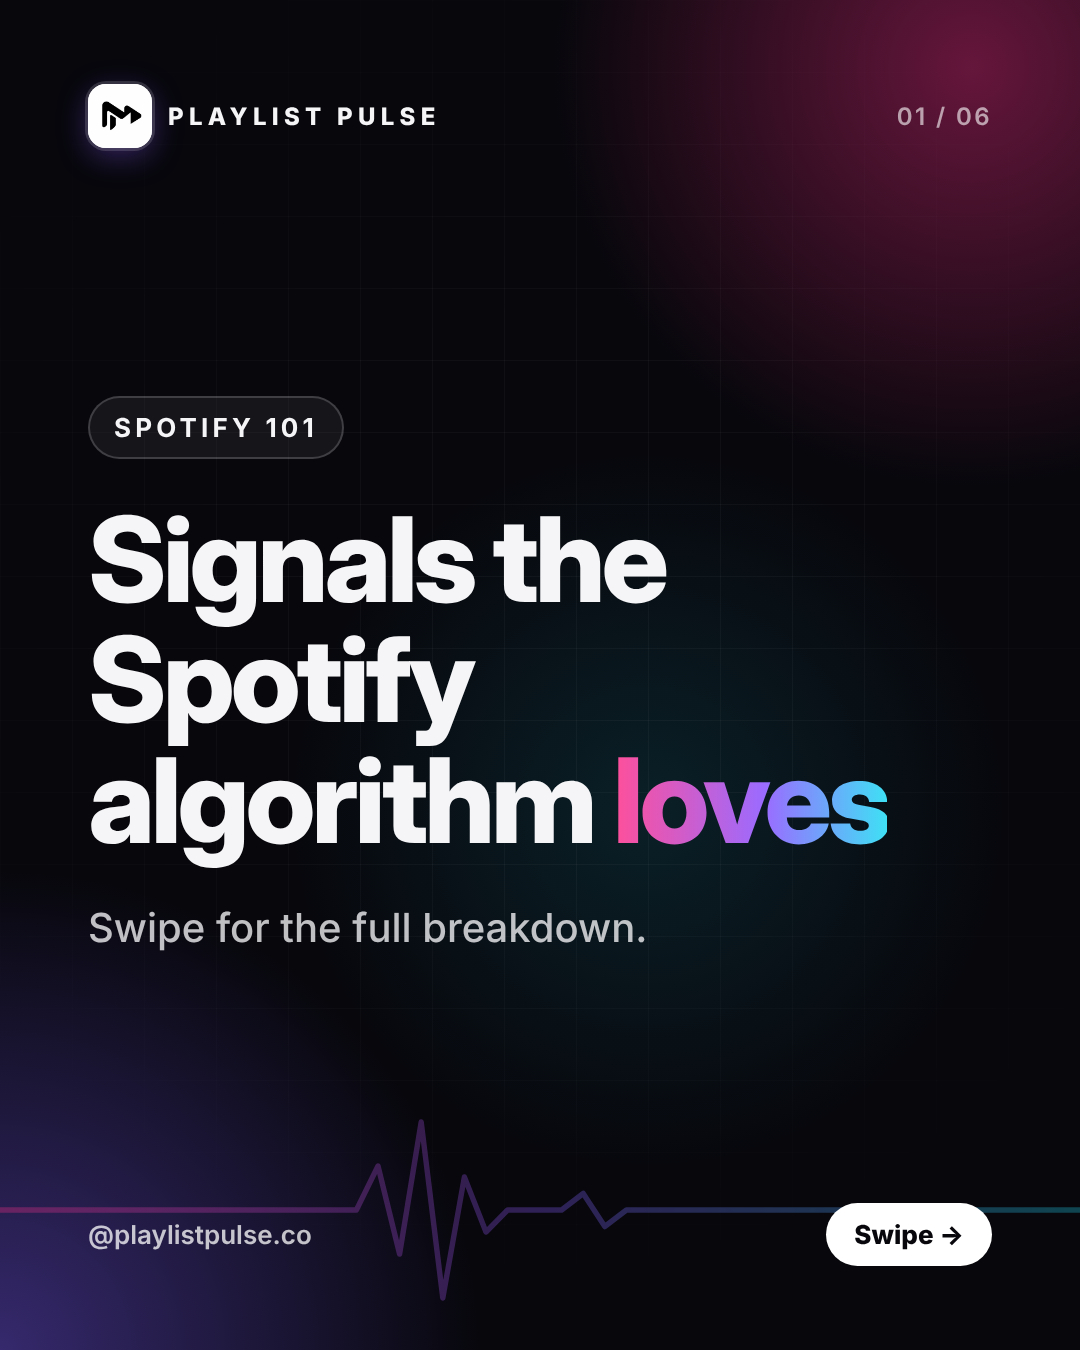 PLAYLIST PULSE
01 / 06
SPOTIFY 101
Signals the
Spotify
algorithm loves
Swipe for the full breakdown.
@playlistpulse.co
Swipe →